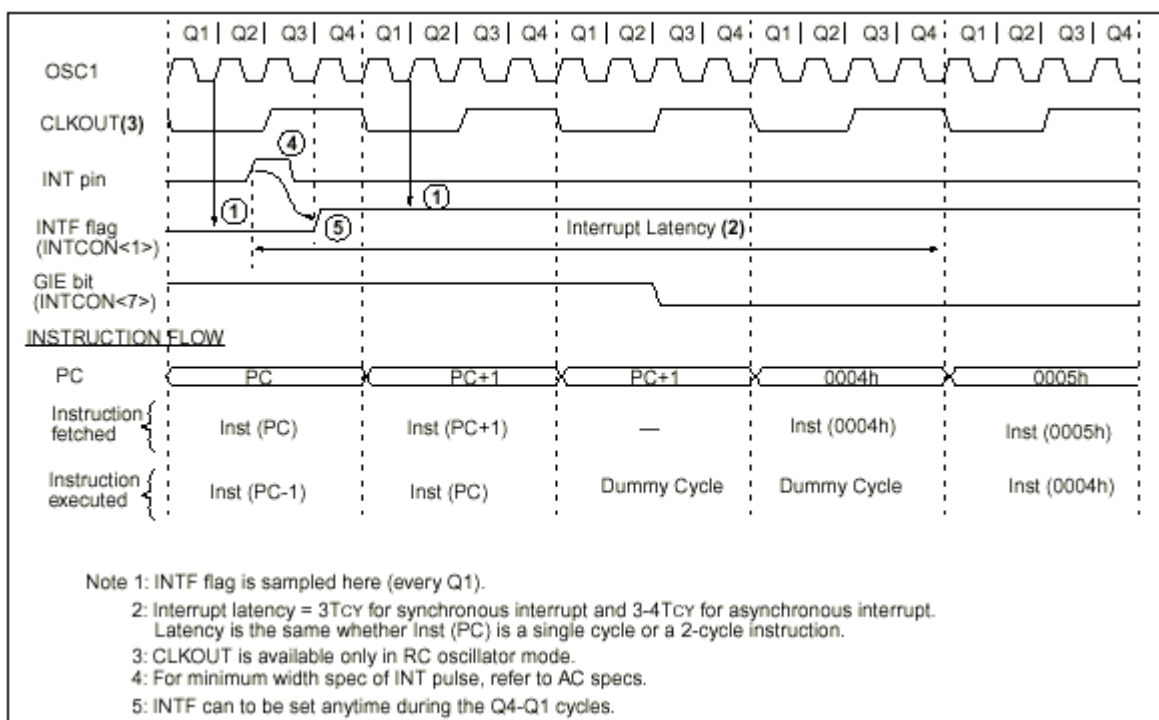 Q1 | Q2 | Q3 | Q4 Q1 | Q2 | Q3 | Q4 Q1 | Q2 | Q3 | Q4 Q1 | Q2 | Q3 | Q4 Q1 | Q2 | Q3 | Q4
OSC1
CLKOUT(3)
4
INT pin
1
1
INTF flag
(INTCON<1>)
5
Interrupt Latency (2)
GIE bit
(INTCON<7>)
INSTRUCTION FLOW
PC PC PC+1 PC+1 0004h 0005h
Instruction
fetched
Inst (PC) Inst (PC+1) — Inst (0004h) Inst (0005h)
Instruction
executed
Inst (PC-1) Inst (PC) Dummy Cycle Dummy Cycle Inst (0004h)
Note 1: INTF flag is sampled here (every Q1).
2: Interrupt latency = 3TCY for synchronous interrupt and 3-4TCY for asynchronous interrupt.
Latency is the same whether Inst (PC) is a single cycle or a 2-cycle instruction.
3: CLKOUT is available only in RC oscillator mode.
4: For minimum width spec of INT pulse, refer to AC specs.
5: INTF can to be set anytime during the Q4-Q1 cycles.